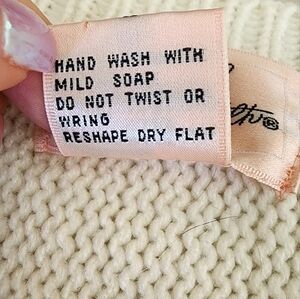 HAND WASH WITH
MILD SOAP
DO NOT TWIST OR
WRING
RESHAPE DRY FLAT